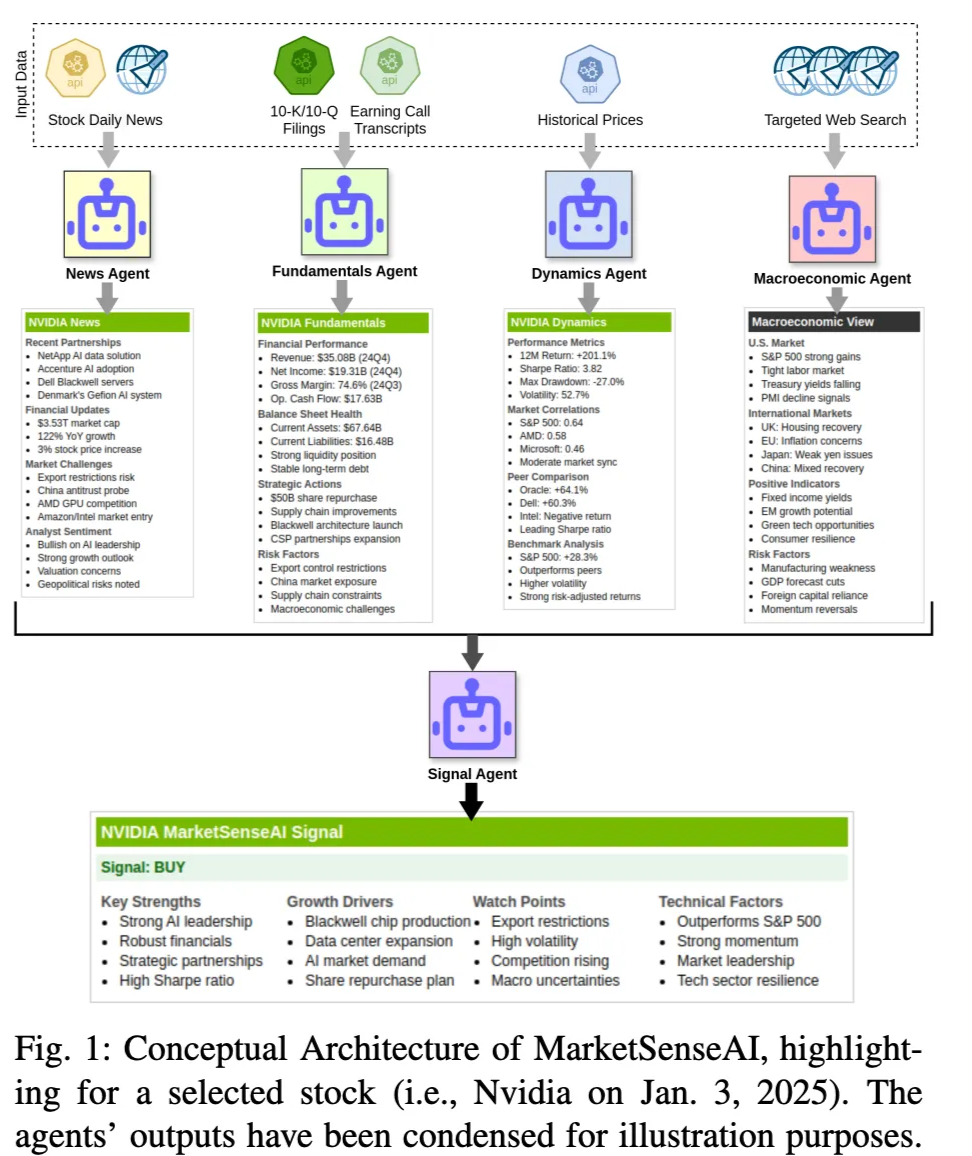 Input Data
api
Stock Daily News
api
10-K/10-Q
Filings
api
Earning Call
Transcripts
api
Historical Prices
Targeted Web Search
News Agent
Fundamentals Agent
Dynamics Agent
Macroeconomic Agent
NVIDIA News
Recent Partnerships
• NetApp AI data solution
• Accenture AI adoption
• Dell Blackwell servers
• Denmark's Gefion AI system
Financial Updates
• $3.53T market cap
• 122% YoY growth
• 3% stock price increase
Market Challenges
• Export restrictions risk
• China antitrust probe
• AMD GPU competition
• Amazon/Intel market entry
Analyst Sentiment
• Bullish on AI leadership
• Strong growth outlook
• Valuation concerns
• Geopolitical risks noted
NVIDIA Fundamentals
Financial Performance
• Revenue: $35.08B (24Q4)
• Net Income: $19.31B (24Q4)
• Gross Margin: 74.6% (24Q3)
• Op. Cash Flow: $17.63B
Balance Sheet Health
• Current Assets: $67.64B
• Current Liabilities: $16.48B
• Strong liquidity position
• Stable long-term debt
Strategic Actions
• $50B share repurchase
• Supply chain improvements
• Blackwell architecture launch
• CSP partnerships expansion
Risk Factors
• Export control restrictions
• China market exposure
• Supply chain constraints
• Macroeconomic challenges
NVIDIA Dynamics
Performance Metrics
• 12M Return: +201.1%
• Sharpe Ratio: 3.82
• Max Drawdown: -27.0%
• Volatility: 52.7%
Market Correlations
• S&P 500: 0.64
• AMD: 0.58
• Microsoft: 0.46
• Moderate market sync
Peer Comparison
• Oracle: +64.1%
• Dell: +60.3%
• Intel: Negative return
• Leading Sharpe ratio
Benchmark Analysis
• S&P 500: +28.3%
• Outperforms peers
• Higher volatility
• Strong risk-adjusted returns
Macroeconomic View
U.S. Market
• S&P 500 strong gains
• Tight labor market
• Treasury yields falling
• PMI decline signals
International Markets
• UK: Housing recovery
• EU: Inflation concerns
• Japan: Weak yen issues
• China: Mixed recovery
Positive Indicators
• Fixed income yields
• EM growth potential
• Green tech opportunities
• Consumer resilience
Risk Factors
• Manufacturing weakness
• GDP forecast cuts
• Foreign capital reliance
• Momentum reversals
Signal Agent
NVIDIA MarketSenseAI Signal
Signal: BUY
Key Strengths
• Strong AI leadership
• Robust financials
• Strategic partnerships
• High Sharpe ratio
Growth Drivers
• Blackwell chip production
• Data center expansion
• AI market demand
• Share repurchase plan
Watch Points
• Export restrictions
• High volatility
• Competition rising
• Macro uncertainties
Technical Factors
• Outperforms S&P 500
• Strong momentum
• Market leadership
• Tech sector resilience
Fig. 1: Conceptual Architecture of MarketSenseAI, highlight-
ing for a selected stock (i.e., Nvidia on Jan. 3, 2025). The
agents’ outputs have been condensed for illustration purposes.